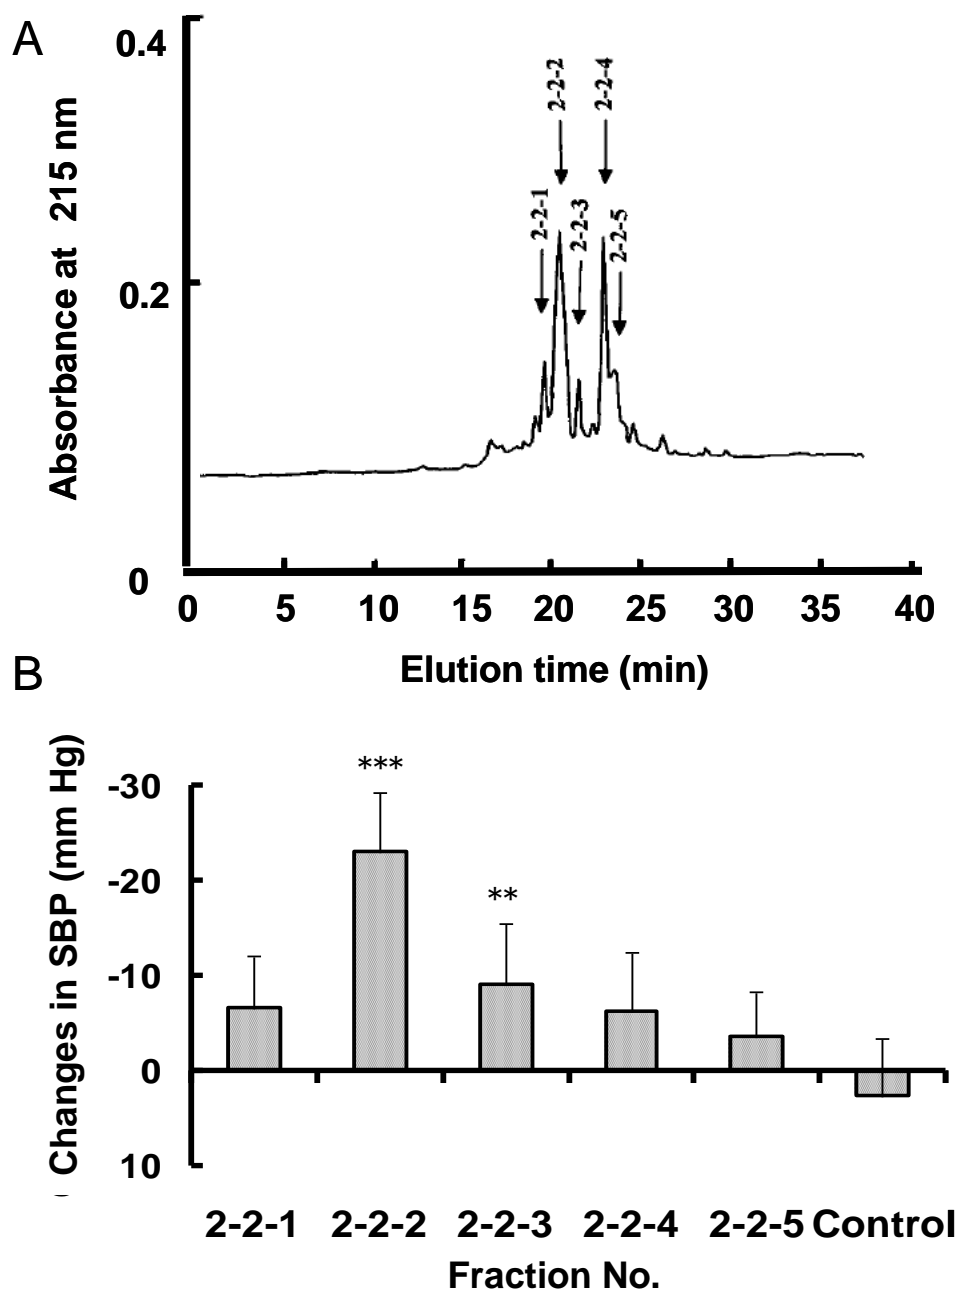 A
0.4
0.2
0
Absorbance at 215 nm
2-2-1
2-2-2
2-2-3
2-2-4
2-2-5
0 5 10 15 20 25 30 35 40
Elution time (min)
B
Changes in SBP (mm Hg)
-30
-20
-10
0
10
***
**
2-2-1 2-2-2 2-2-3 2-2-4 2-2-5 Control
Fraction No.